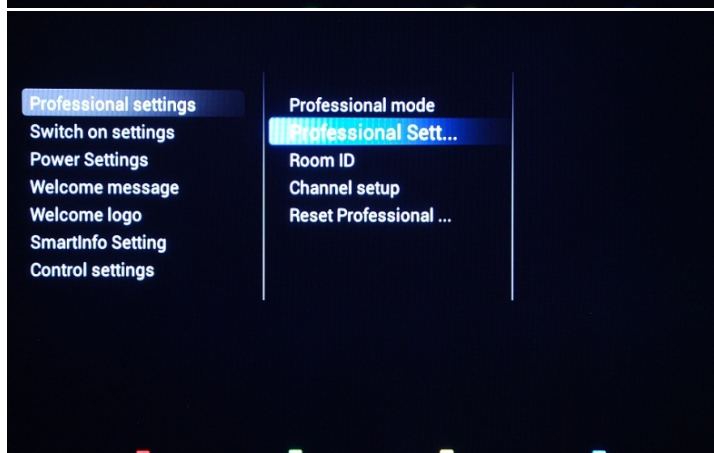 Professional settings
Switch on settings
Power Settings
Welcome message
Welcome logo
SmartInfo Setting
Control settings
Professional mode
Professional Sett...
Room ID
Channel setup
Reset Professional ...